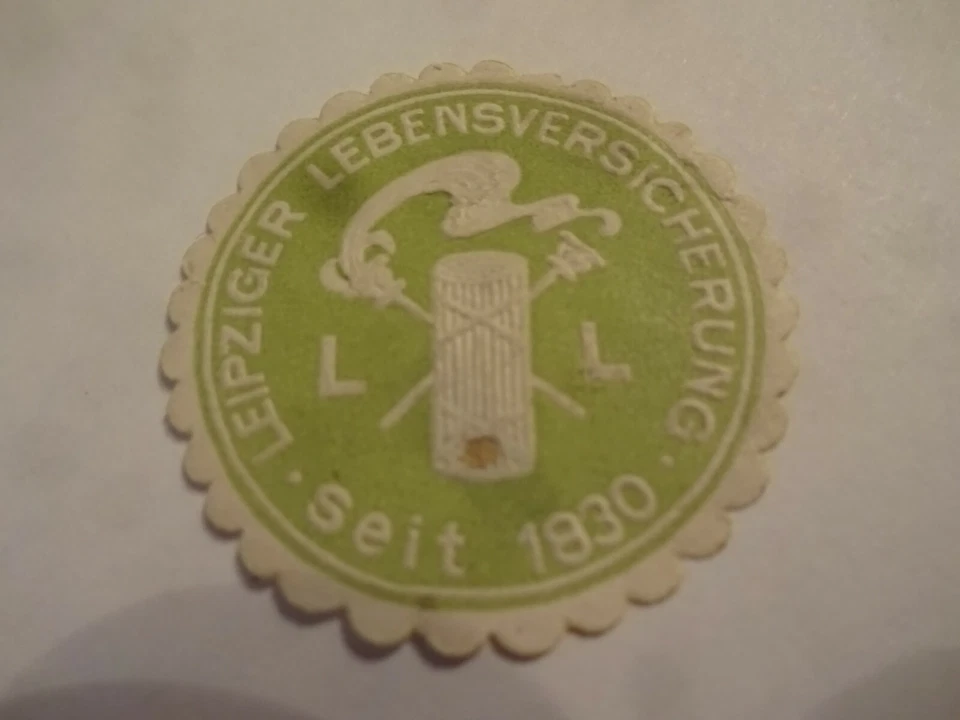 LEIPZIGER LEBENSVERSICHERUNG
L L
seit 1830